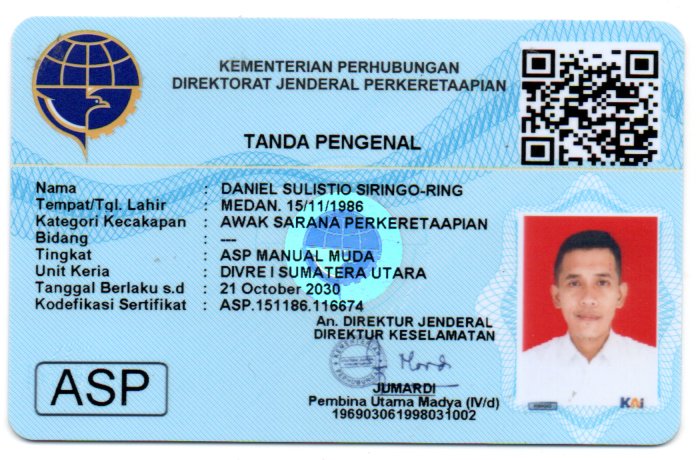 KEMENTERIAN PERHUBUNGAN
DIREKTORAT JENDERAL PERKERETAAPIAN
TANDA PENGENAL
Nama : DANIEL SULISTIO SIRINGO-RING
Tempat/Tgl. Lahir : MEDAN. 15/11/1986
Kategori Kecakapan : AWAK SARANA PERKERETAAPIAN
Bidang : ----
Tingkat : ASP MANUAL MUDA
Unit Keria : DIVRE I SUMATERA UTARA
Tanggal Berlaku s.d : 21 October 2030
Kodefikasi Sertifikat : ASP.151186.116674
An. DIREKTUR JENDERAL
DIREKTUR KESELAMATAN
JUMARDI
Pembina Utama Madya (IV/d)
196903061998031002
ASP
KAI